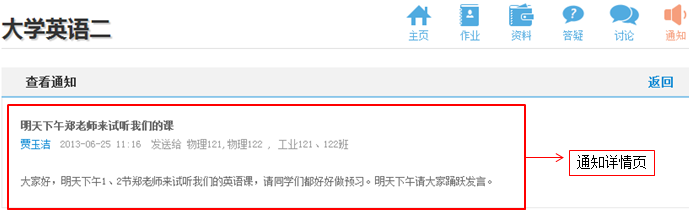 大学英语二
主页 作业 资料 答疑 讨论 通知
查看通知 返回
明天下午郑老师来试听我们的课
贾玉洁 2013-06-25 11:16 发送给 物理121,物理122 , 工业121、122班
通知详情页
大家好，明天下午1、2节郑老师来试听我们的英语课，请同学们都好好做预习。明天下午请大家踊跃发言。